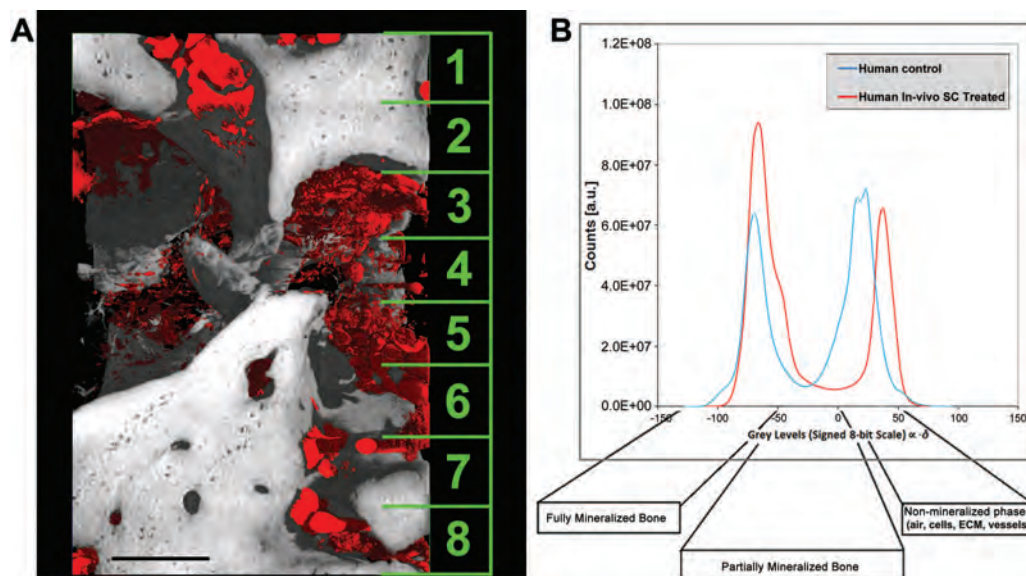 A
1
2
3
4
5
6
7
8
B
1.2E+08
1.0E+08
8.0E+07
6.0E+07
4.0E+07
2.0E+07
0.0E+00
Counts [a.u.]
Human control
Human In-vivo SC Treated
-150
-100
-50
0
50
100
150
Grey Levels (Signed 8-bit Scale) ∝ -δ
Fully Mineralized Bone
Partially Mineralized Bone
Non-mineralized phase
(air, cells, ECM, vessels